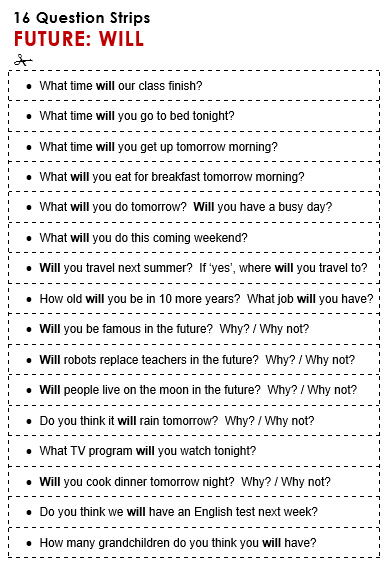 16 Question Strips
FUTURE: WILL
• What time will our class finish?
• What time will you go to bed tonight?
• What time will you get up tomorrow morning?
• What will you eat for breakfast tomorrow morning?
• What will you do tomorrow?  Will you have a busy day?
• What will you do this coming weekend?
• Will you travel next summer?  If ‘yes’, where will you travel to?
• How old will you be in 10 more years?  What job will you have?
• Will you be famous in the future?  Why? / Why not?
• Will robots replace teachers in the future?  Why? / Why not?
• Will people live on the moon in the future?  Why? / Why not?
• Do you think it will rain tomorrow?  Why? / Why not?
• What TV program will you watch tonight?
• Will you cook dinner tomorrow night?  Why? / Why not?
• Do you think we will have an English test next week?
• How many grandchildren do you think you will have?